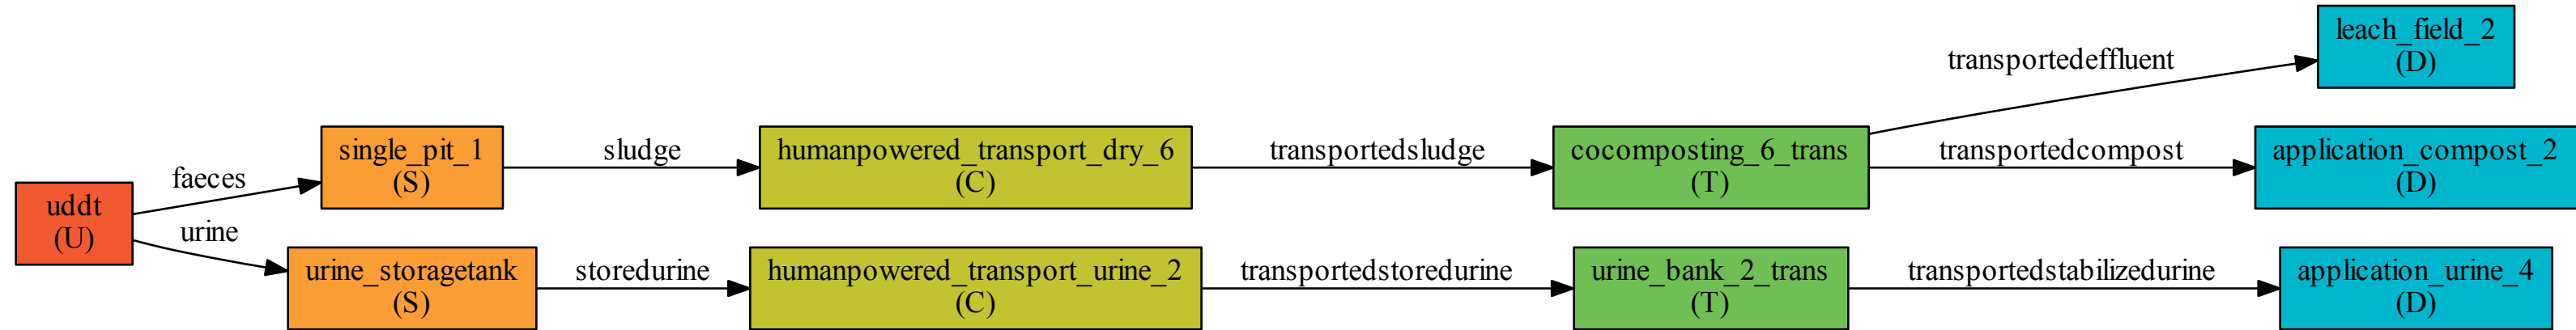 uddt
(U)
faeces
urine
single_pit_1
(S)
urine_storagetank
(S)
sludge
storedurine
humanpowered_transport_dry_6
(C)
humanpowered_transport_urine_2
(C)
transportedsludge
transportedstoredurine
cocomposting_6_trans
(T)
urine_bank_2_trans
(T)
transportedeffluent
transportedcompost
transportedstabilizedurine
leach_field_2
(D)
application_compost_2
(D)
application_urine_4
(D)